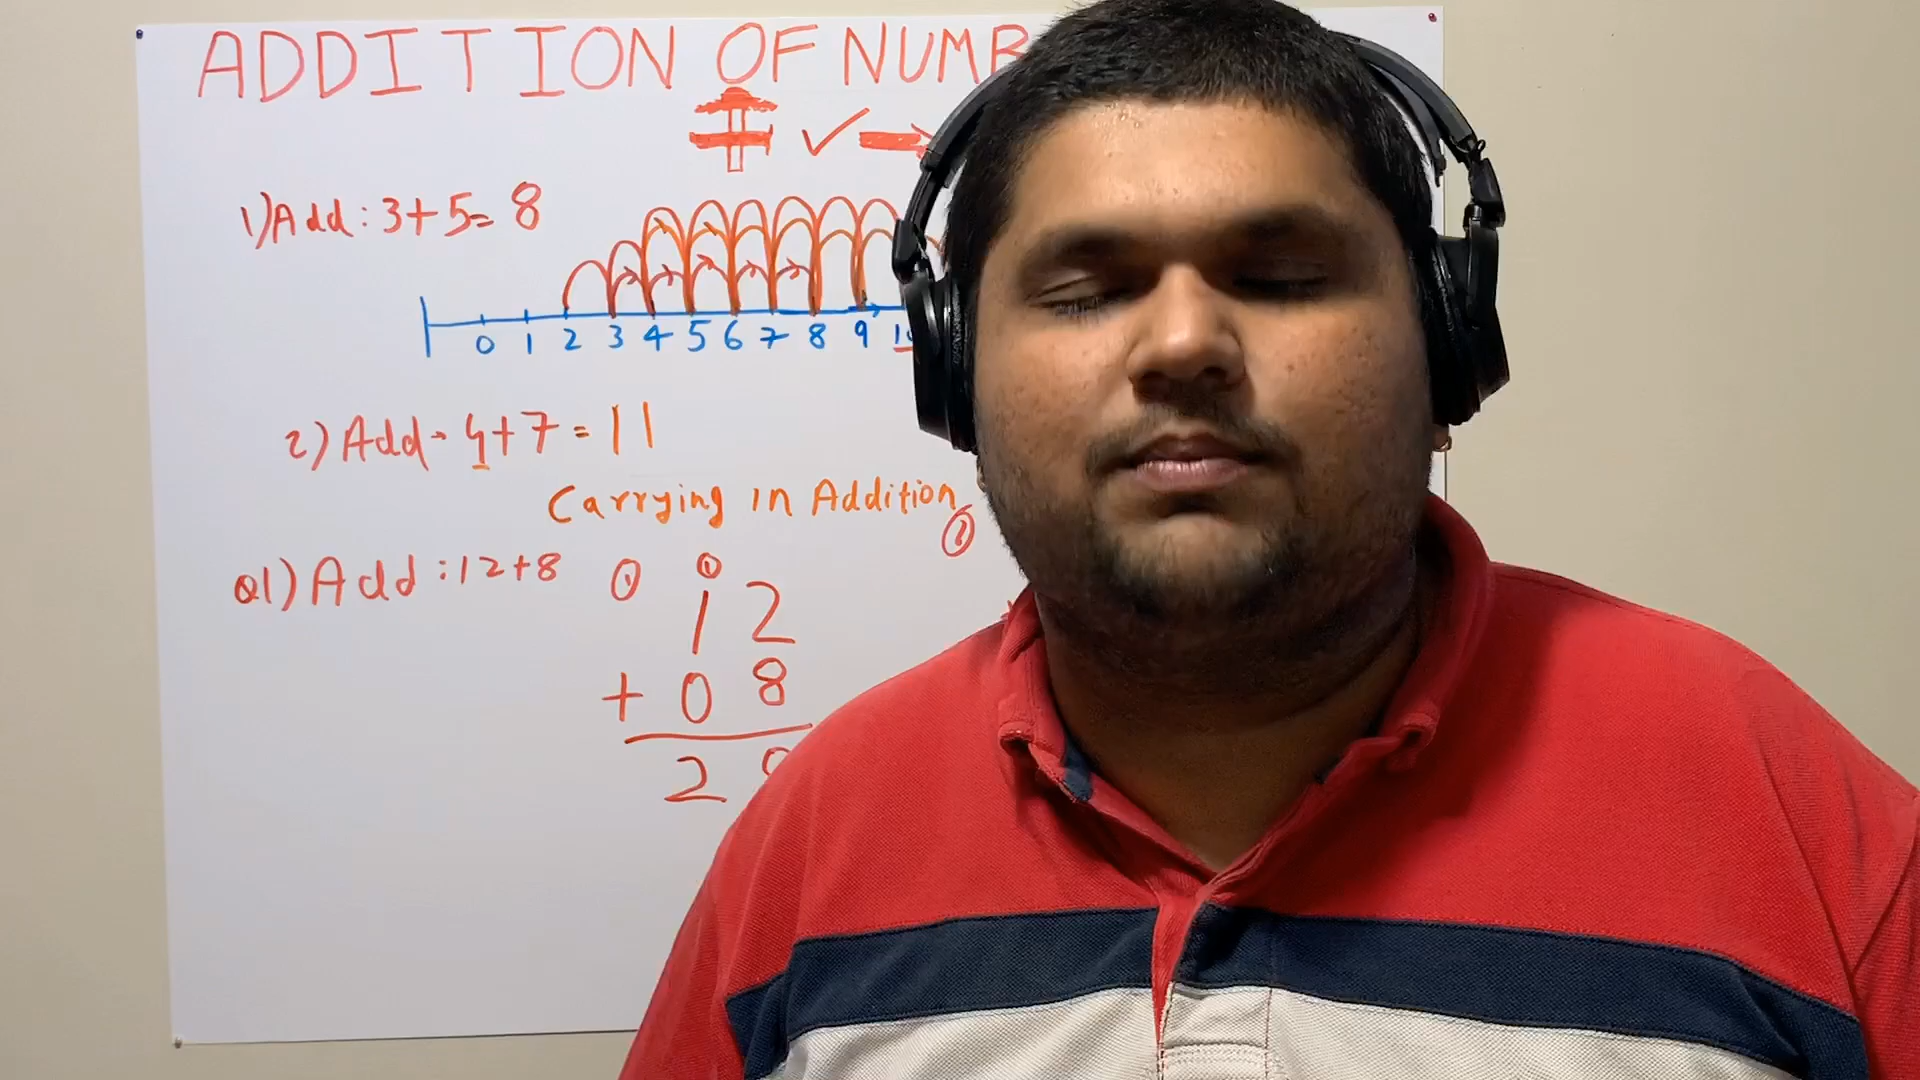 ADDITION OF NUMB
1) Add: 3+5= 8
0 1 2 3 4 5 6 7 8 9 10
2) Add - 4+7 = 11
Carrying in Addition
Q1) Add : 12+8
1 2
+ 0 8
2 0